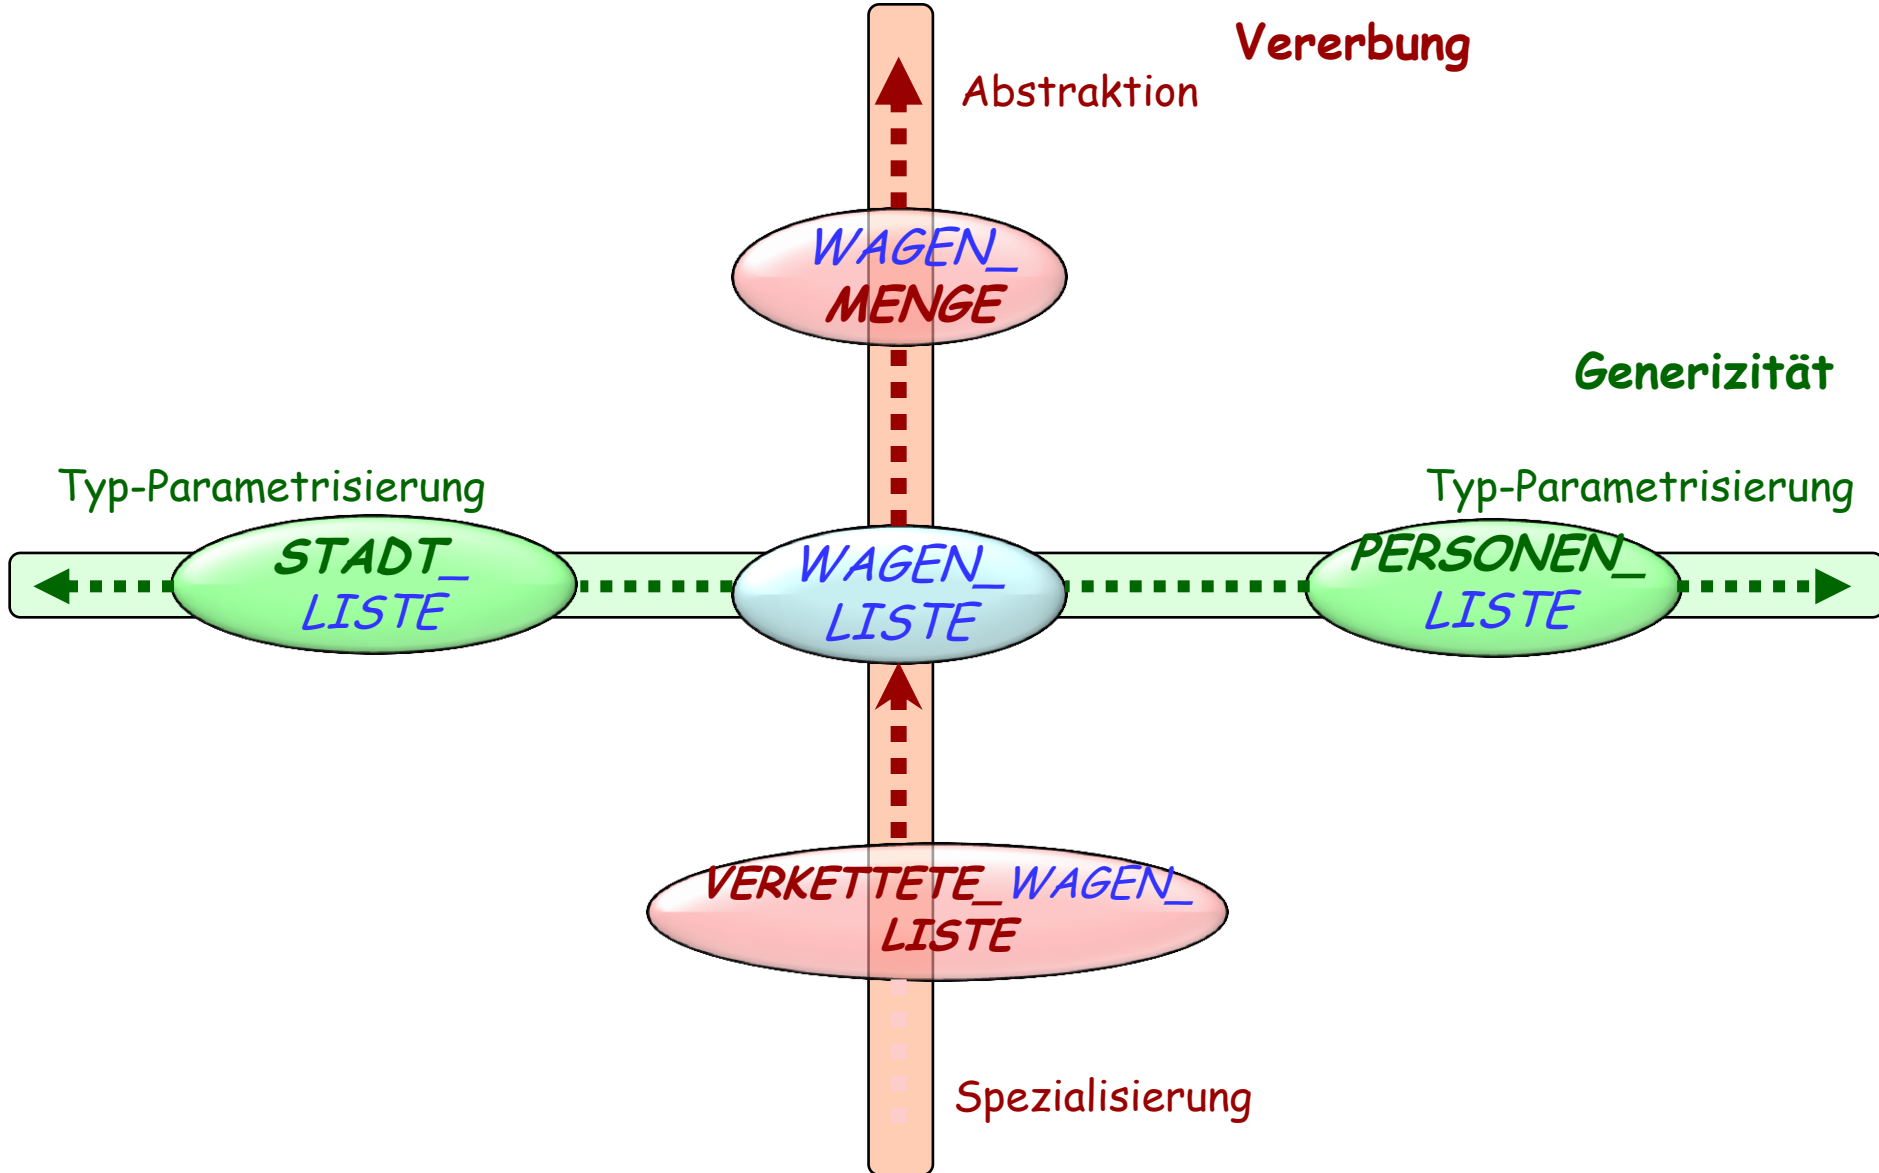 Vererbung
Abstraktion
WAGEN_
MENGE
Generizität
Typ-Parametrisierung
Typ-Parametrisierung
STADT_
LISTE
WAGEN_
LISTE
PERSONEN_
LISTE
VERKETTETE_WAGEN_
LISTE
Spezialisierung